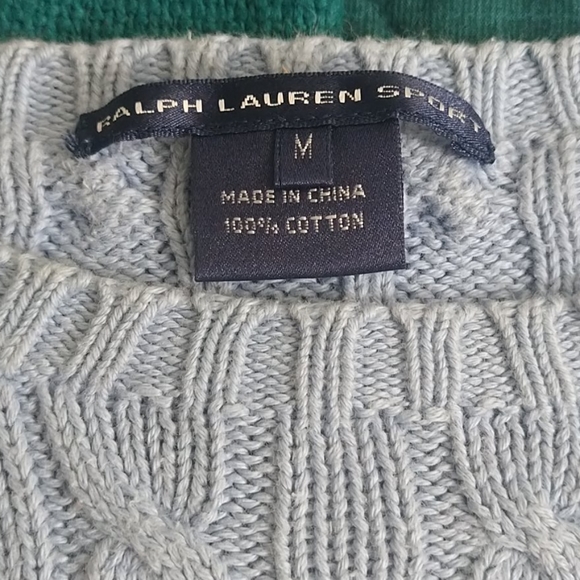 RALPH LAUREN SPORT
M
MADE IN CHINA
100% COTTON